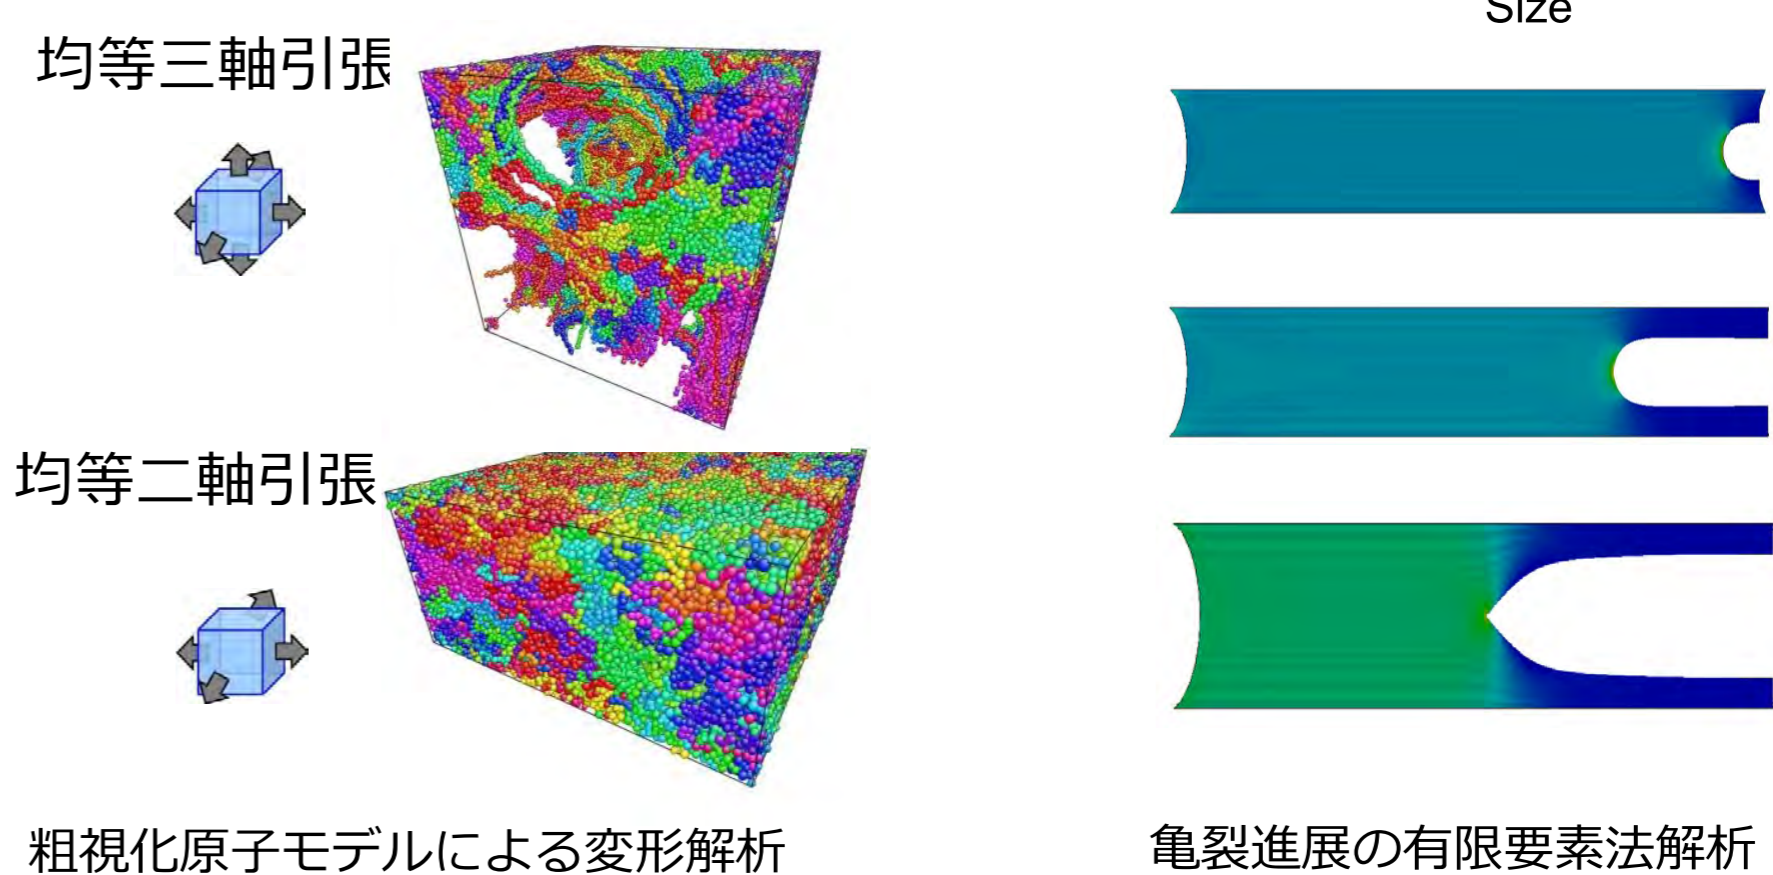 Size
均等三軸引張
均等二軸引張
粗視化原子モデルによる変形解析
亀裂進展の有限要素法解析